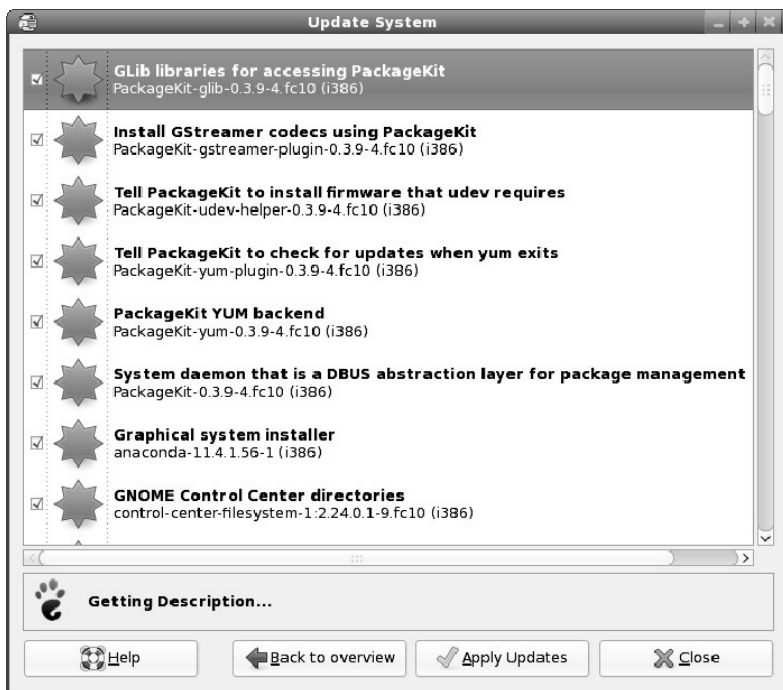 Update System
GLib libraries for accessing PackageKit
PackageKit-glib-0.3.9-4.fc10 (i386)
Install GStreamer codecs using PackageKit
PackageKit-gstreamer-plugin-0.3.9-4.fc10 (i386)
Tell PackageKit to install firmware that udev requires
PackageKit-udev-helper-0.3.9-4.fc10 (i386)
Tell PackageKit to check for updates when yum exits
PackageKit-yum-plugin-0.3.9-4.fc10 (i386)
PackageKit YUM backend
PackageKit-yum-0.3.9-4.fc10 (i386)
System daemon that is a DBUS abstraction layer for package management
PackageKit-0.3.9-4.fc10 (i386)
Graphical system installer
anaconda-11.4.1.56-1 (i386)
GNOME Control Center directories
control-center-filesystem-1:2.24.0.1-9.fc10 (i386)
Getting Description...
Help
Back to overview
Apply Updates
Close